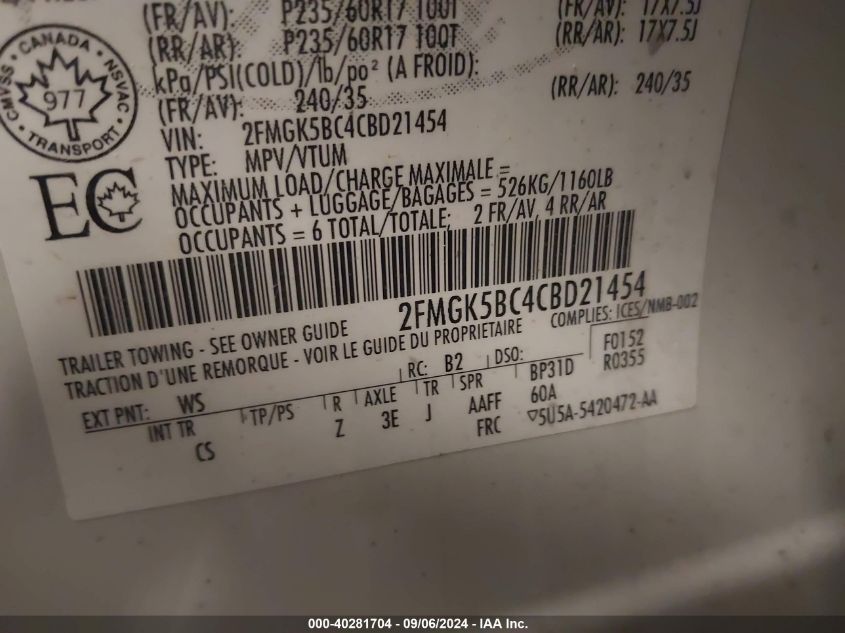 (FR/AV): P235/60R17 100T (FR/AV): 17X7.5J
(RR/AR): P235/60R17 100T (RR/AR): 17X7.5J
kPa/PSI(COLD)/lb/po² (A FROID):
(FR/AV): 240/35 (RR/AR): 240/35
CANADA
CMVSS NSVAC
977
TRANSPORT
VIN: 2FMGK5BC4CBD21454
TYPE: MPV/VTUM
EC
MAXIMUM LOAD/CHARGE MAXIMALE =
OCCUPANTS + LUGGAGE/BAGAGES = 526KG/1160LB
OCCUPANTS = 6 TOTAL/TOTALE; 2 FR/AV, 4 RR/AR
2FMGK5BC4CBD21454
TRAILER TOWING - SEE OWNER GUIDE COMPLIES: ICES/NMB-002
TRACTION D'UNE REMORQUE - VOIR LE GUIDE DU PROPRIETAIRE
RC: B2 DSO: F0152
R0355
EXT PNT: WS BP31D
INT TR TP/PS R AXLE TR SPR 60A
CS Z 3E J AAFF 5U5A-5420472-AA
FRC
000-40281704 - 09/06/2024 - IAA Inc.